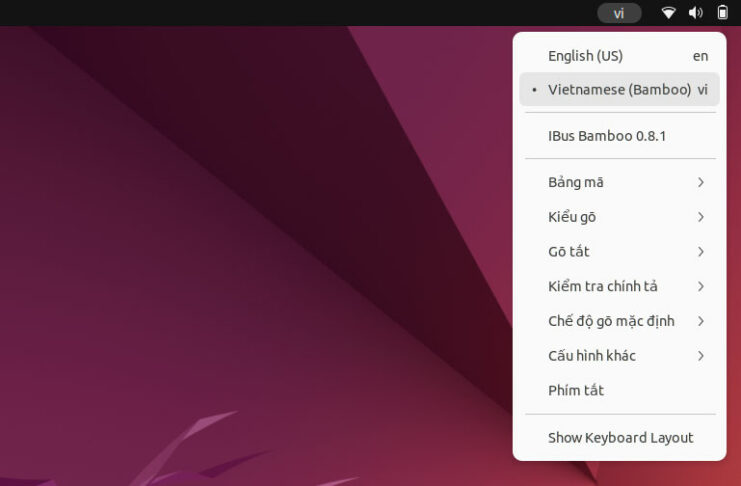 vi
English (US) en
• Vietnamese (Bamboo) vi
IBus Bamboo 0.8.1
Bảng mã
Kiểu gõ
Gõ tắt
Kiểm tra chính tả
Chế độ gõ mặc định
Cấu hình khác
Phím tắt
Show Keyboard Layout